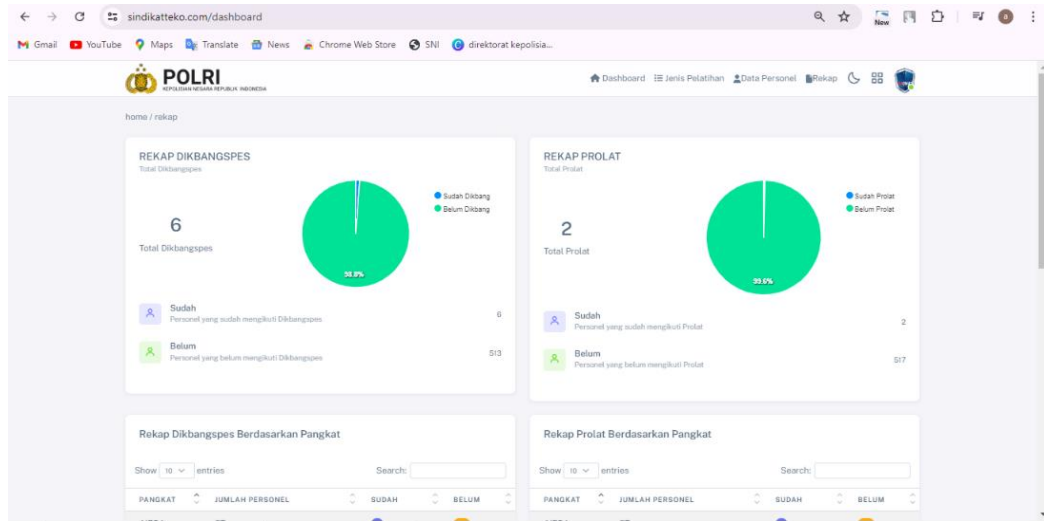 sindikatteko.com/dashboard
New
a
Gmail YouTube Maps Translate News Chrome Web Store SNI direktorat kepolisia...
POLRI
KEPOLISIAN NEGARA REPUBLIK INDONESIA
Dashboard Jenis Pelatihan Data Personel Rekap
home / rekap
REKAP DIKBANGSPES
Total Dikbangspes
6
Total Dikbangspes
Sudah Dikbang
Belum Dikbang
98.8%
Sudah
Personel yang sudah mengikuti Dikbangspes
6
Belum
Personel yang belum mengikuti Dikbangspes
513
REKAP PROLAT
Total Prolat
2
Total Prolat
Sudah Prolat
Belum Prolat
99.6%
Sudah
Personel yang sudah mengikuti Prolat
2
Belum
Personel yang belum mengikuti Prolat
517
Rekap Dikbangspes Berdasarkan Pangkat
Show 10 entries Search:
PANGKAT JUMLAH PERSONEL SUDAH BELUM
Rekap Prolat Berdasarkan Pangkat
Show 10 entries Search:
PANGKAT JUMLAH PERSONEL SUDAH BELUM